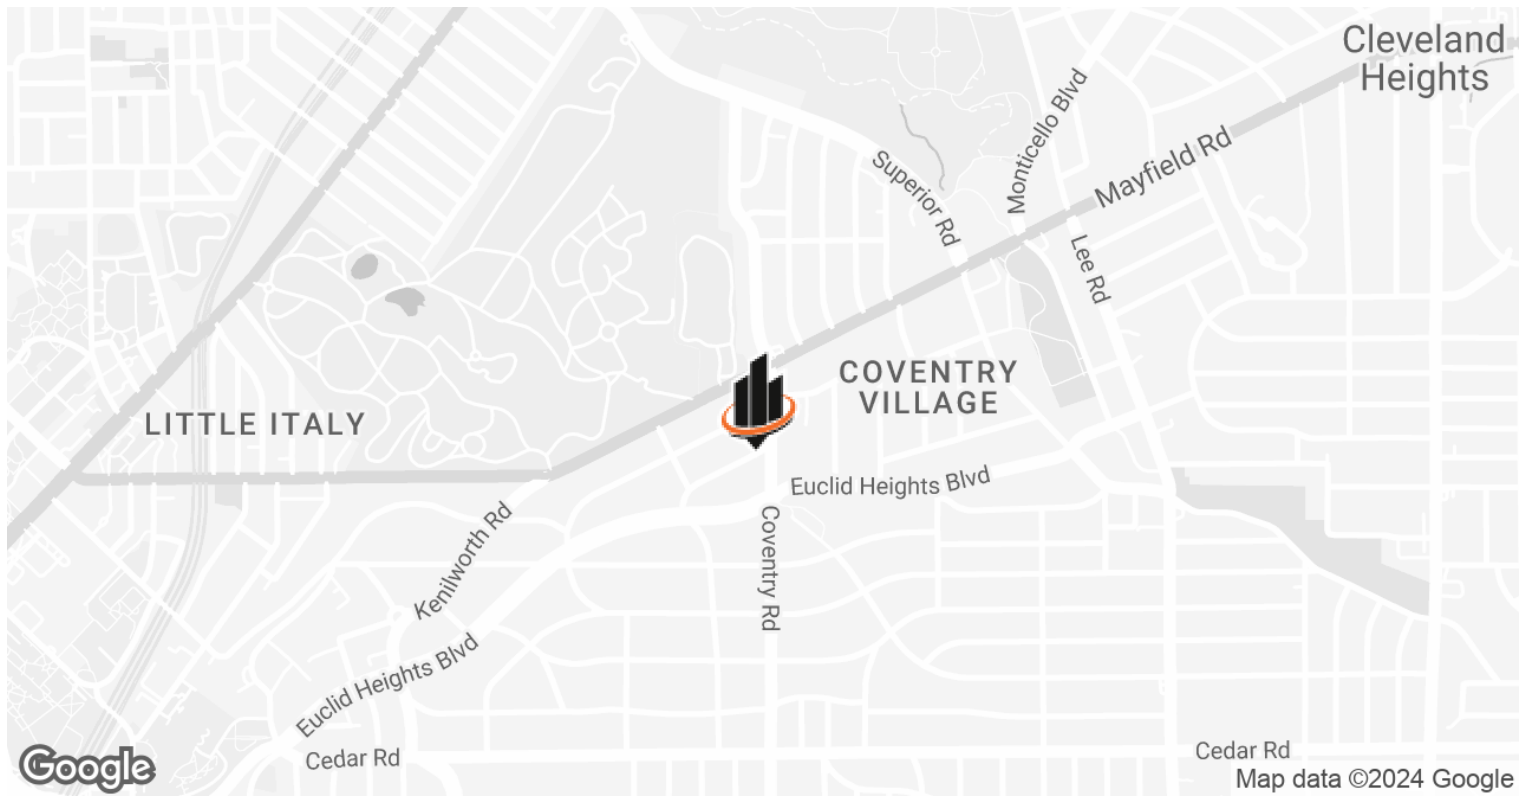 Cleveland
Heights
Monticello Blvd
Mayfield Rd
Superior Rd
Lee Rd
COVENTRY
VILLAGE
LITTLE ITALY
Euclid Heights Blvd
Kenilworth Rd
Coventry Rd
Euclid Heights Blvd
Cedar Rd
Cedar Rd
Google
Map data ©2024 Google